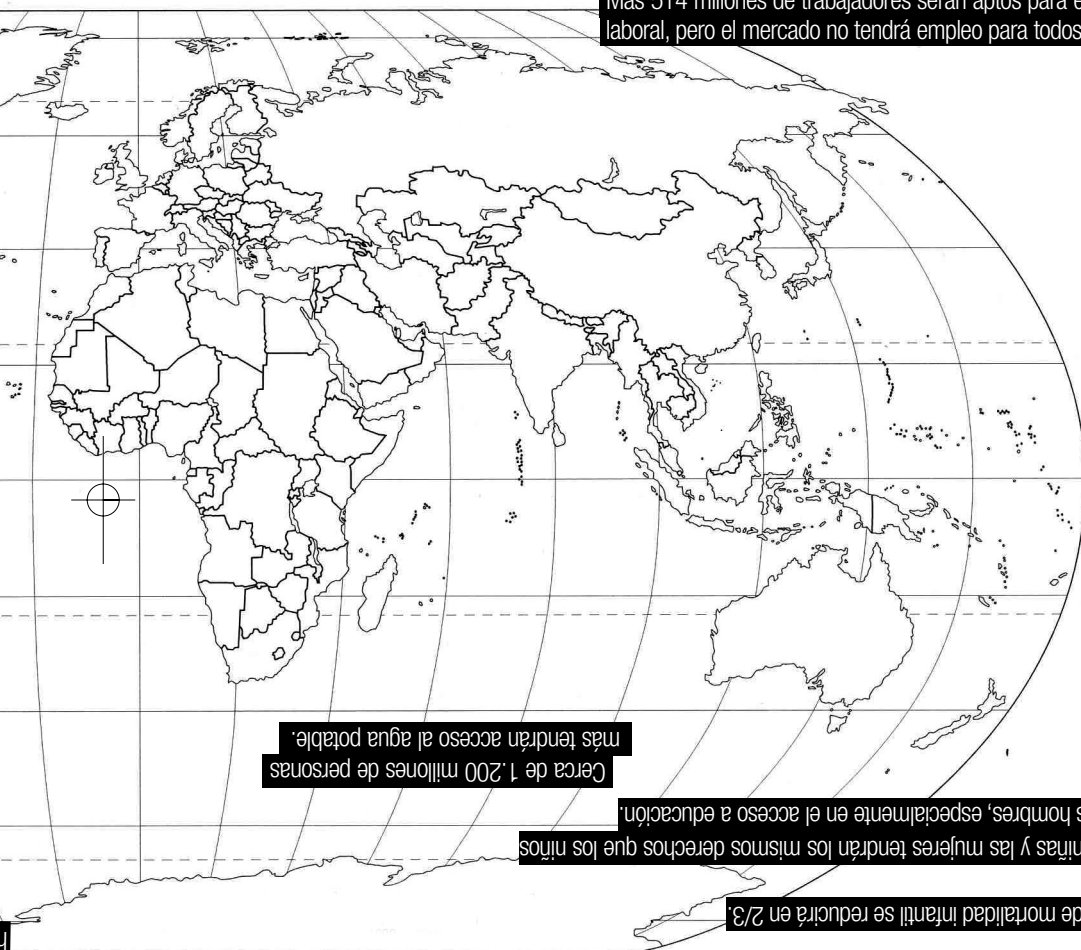 Más 514 millones de trabajadores serán aptos para e
laboral, pero el mercado no tendrá empleo para todos
Cerca de 1.200 millones de personas
más tendrán acceso al agua potable.
niñas y las mujeres tendrán los mismos derechos que los niños
s hombres, especialmente en el acceso a educación.
de mortalidad infantil se reducirá en 2/3.